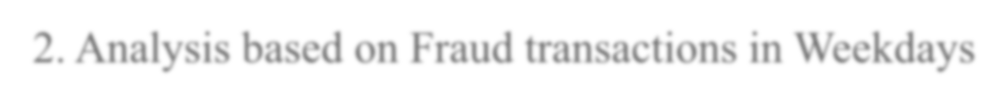 2. Analysis based on Fraud transactions in Weekdays